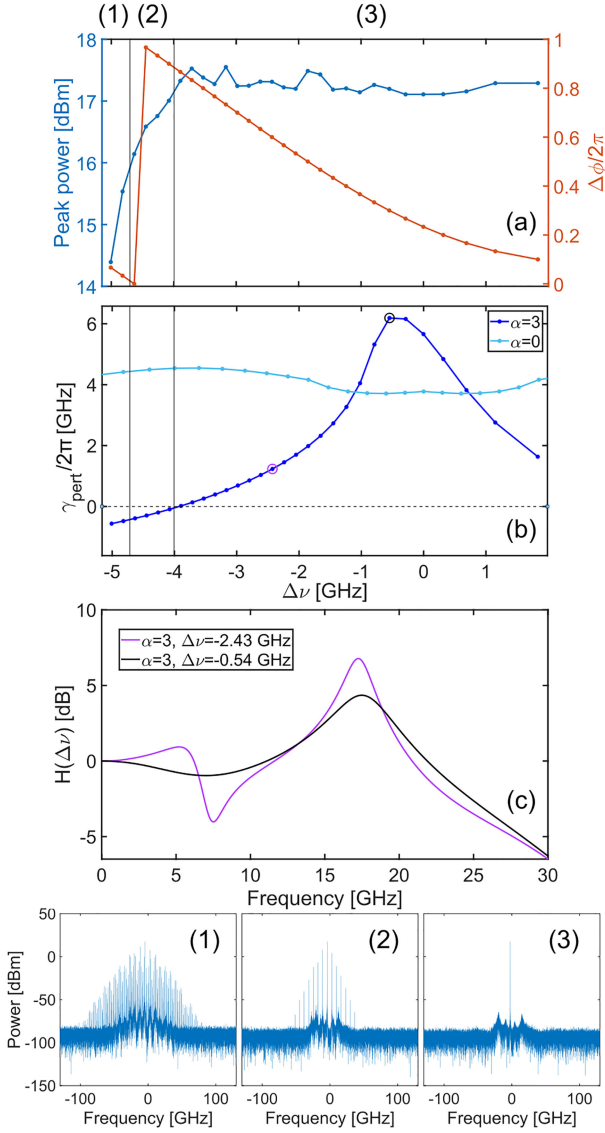 (1) (2) (3)
18
17
16
15
14
Peak power [dBm]
1
0.8
0.6
0.4
0.2
0
Δϕ/2π
(a)
6
4
2
0
γpert/2π [GHz]
α=3
α=0
(b)
-5 -4 -3 -2 -1 0 1
Δν [GHz]
10
5
0
-5
H(Δν) [dB]
α=3, Δν=-2.43 GHz
α=3, Δν=-0.54 GHz
(c)
0 5 10 15 20 25 30
Frequency [GHz]
50
0
-50
-100
-150
Power [dBm]
(1) (2) (3)
-100 0 100 -100 0 100 -100 0 100
Frequency [GHz] Frequency [GHz] Frequency [GHz]